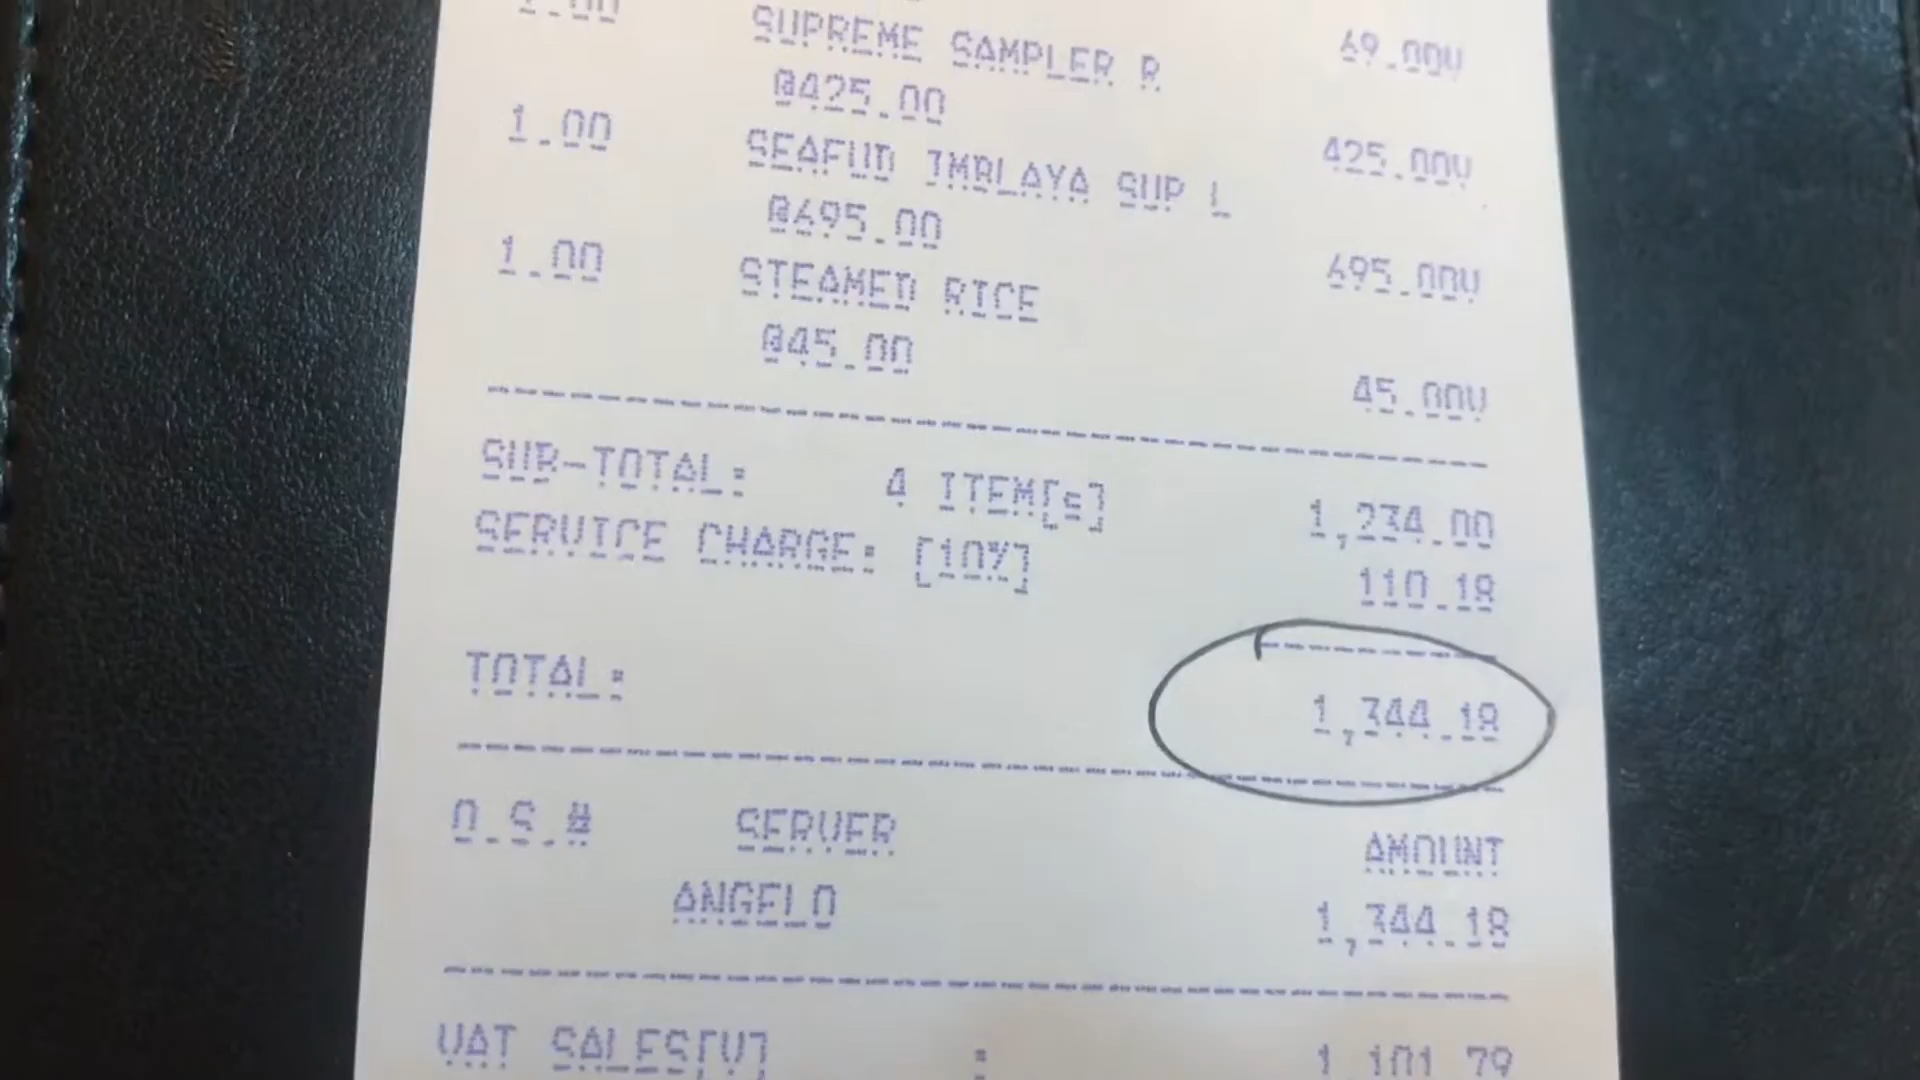 1.00 SUPREME SAMPLER R 69.00V
@425.00
1.00 SEAFUD JMBLAYA SUP L 425.00V
@695.00
1.00 STEAMED RICE 695.00V
@45.00
45.00V
SUB-TOTAL: 4 ITEM[s] 1,234.00
SERVICE CHARGE: [10%] 110.18
TOTAL: 1,344.18
O.S.# SERVER AMOUNT
ANGELO 1,344.18
VAT SALES[V] : 1,101.79